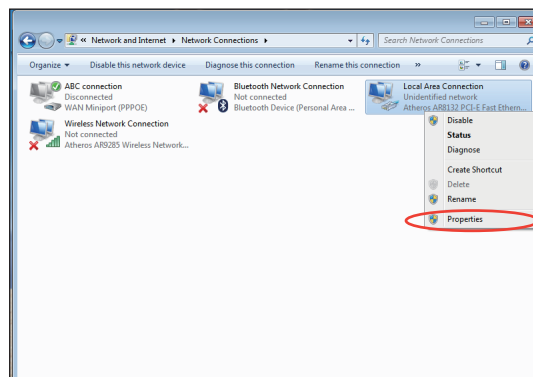 « Network and Internet ▸ Network Connections ▸
Search Network Connections
Organize ▾ Disable this network device Diagnose this connection Rename this connection »
ABC connection
Disconnected
WAN Miniport (PPPOE)
Bluetooth Network Connection
Not connected
Bluetooth Device (Personal Area ...
Local Area Connection
Unidentified network
Atheros AR8132 PCI-E Fast Ethern...
Wireless Network Connection
Not connected
Atheros AR9285 Wireless Network...
Disable
Status
Diagnose
Create Shortcut
Delete
Rename
Properties